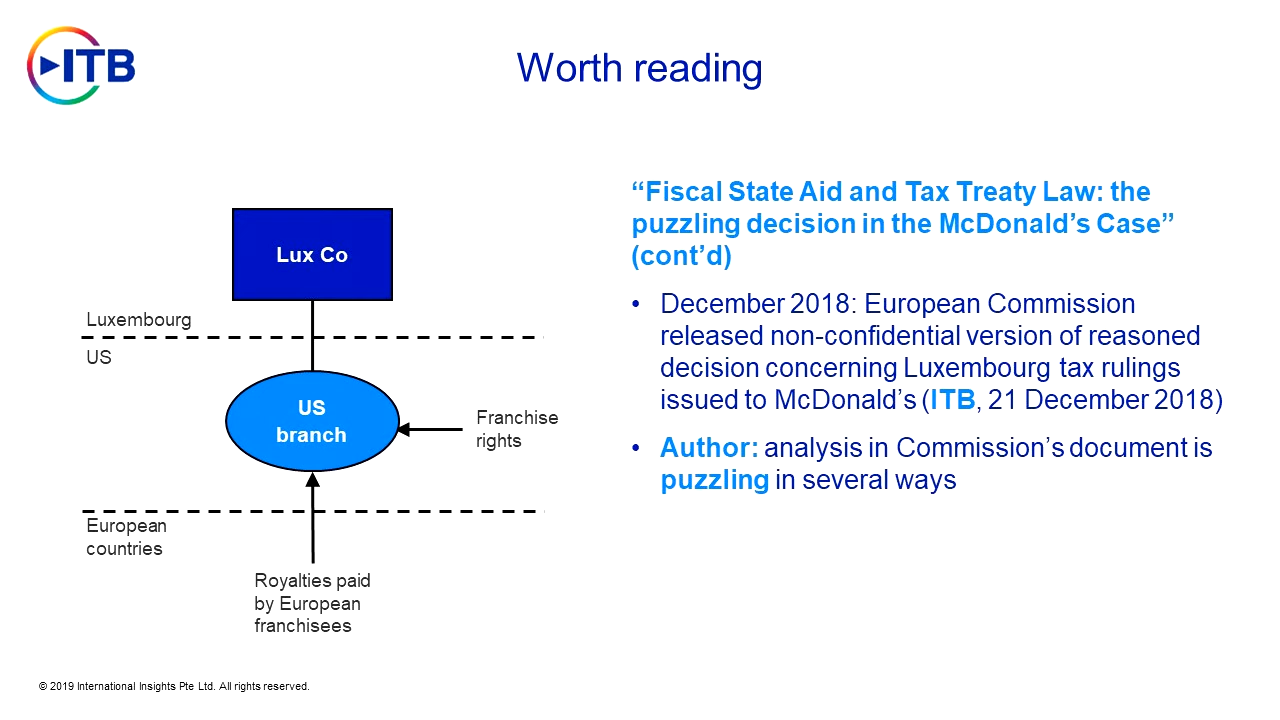 ITB
Worth reading
Lux Co
Luxembourg
US
US
branch
Franchise
rights
European
countries
Royalties paid
by European
franchisees
“Fiscal State Aid and Tax Treaty Law: the
puzzling decision in the McDonald’s Case”
(cont’d)
• December 2018: European Commission
released non-confidential version of reasoned
decision concerning Luxembourg tax rulings
issued to McDonald’s (ITB, 21 December 2018)
• Author: analysis in Commission’s document is
puzzling in several ways
© 2019 International Insights Pte Ltd. All rights reserved.